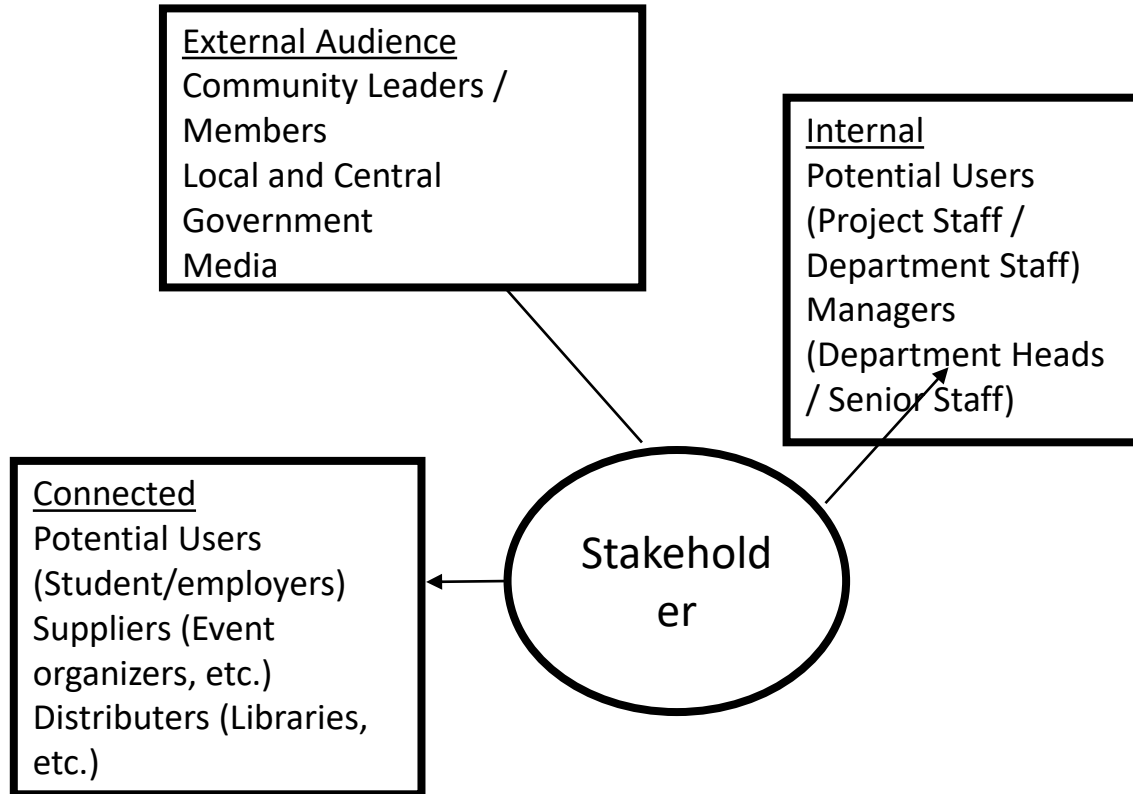 External Audience
Community Leaders /
Members
Local and Central
Government
Media
Internal
Potential Users
(Project Staff /
Department Staff)
Managers
(Department Heads
/ Senior Staff)
Connected
Potential Users
(Student/employers)
Suppliers (Event
organizers, etc.)
Distributers (Libraries,
etc.)
Stakehold
er